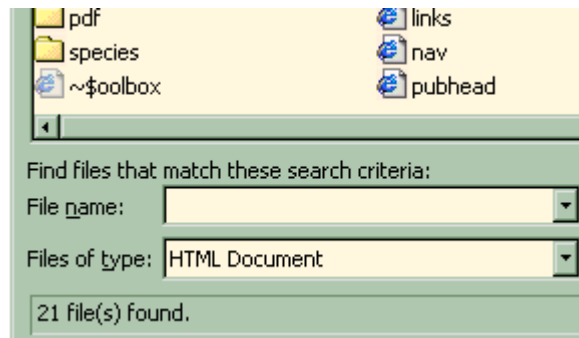 pdf links
species nav
~$oolbox pubhead
Find files that match these search criteria:
File name:
Files of type: HTML Document
21 file(s) found.